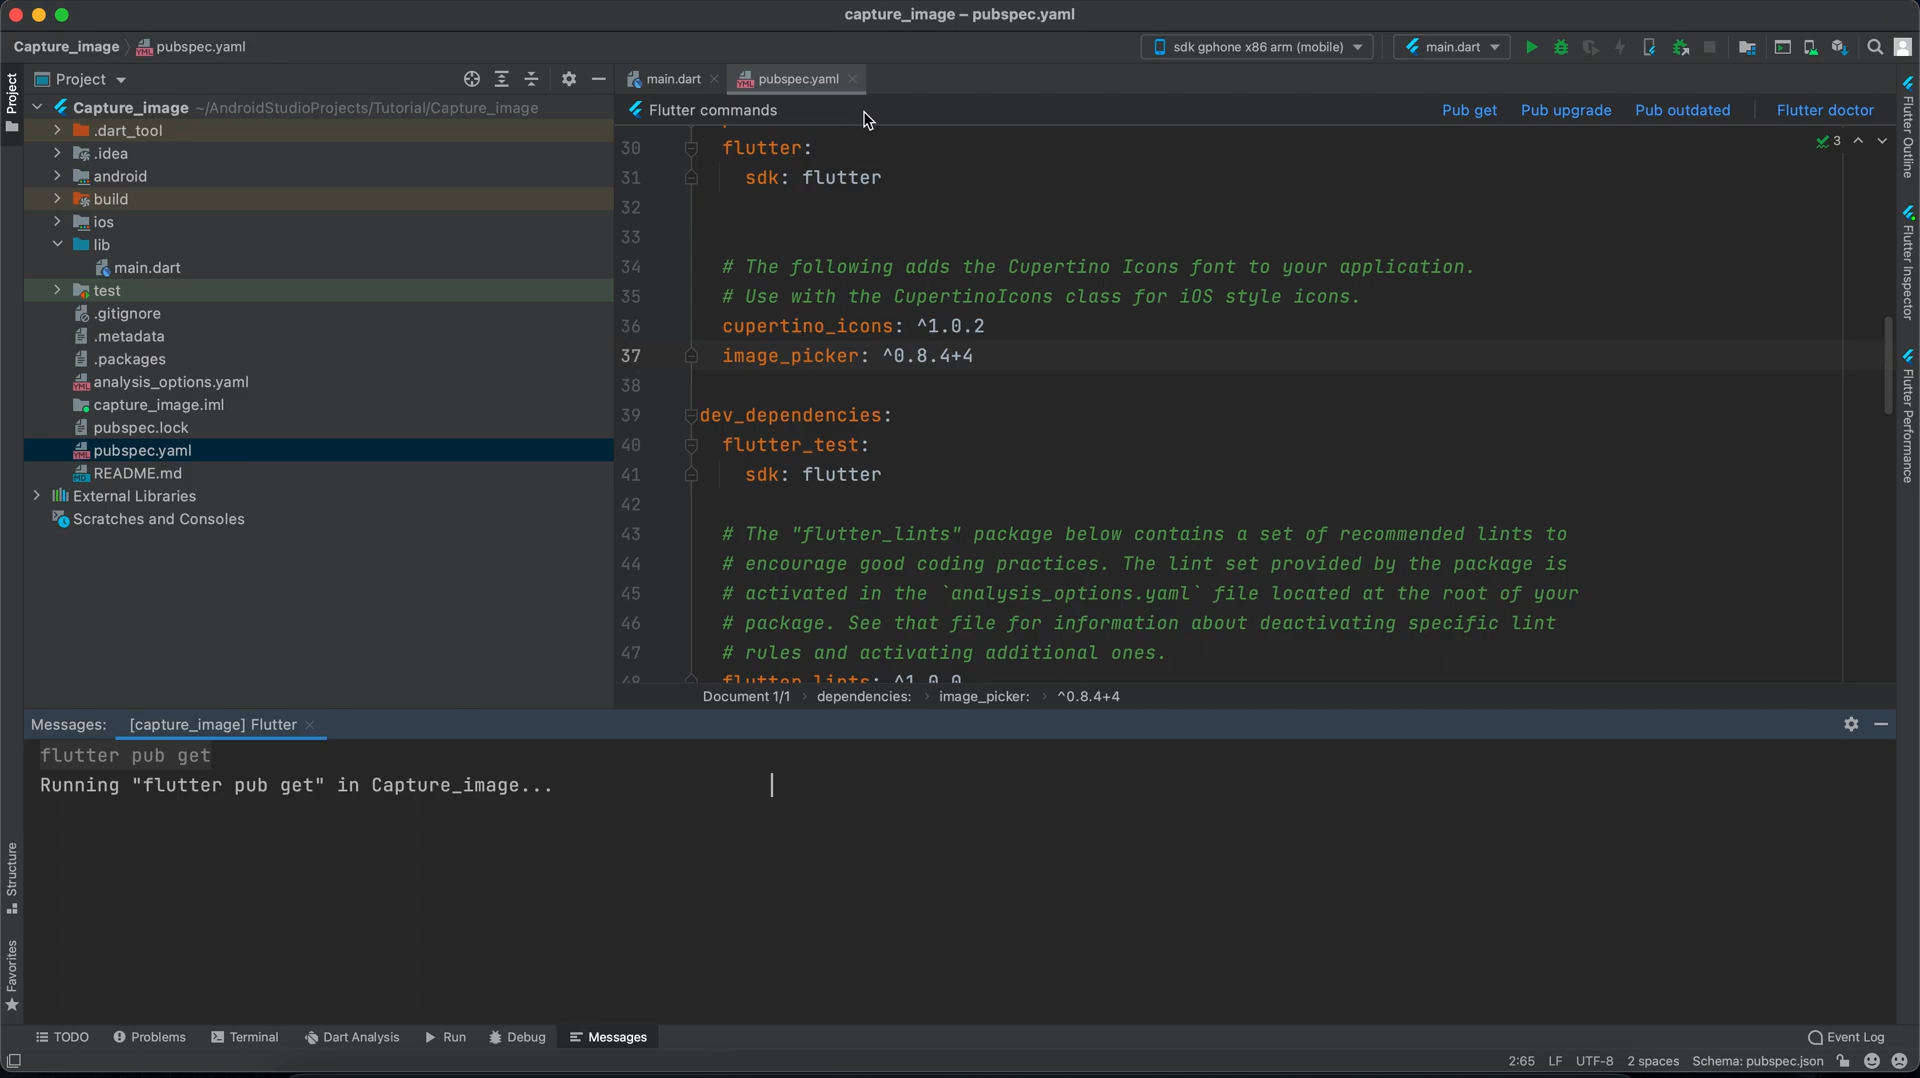 capture_image – pubspec.yaml
Capture_image
pubspec.yaml
sdk gphone x86 arm (mobile)
main.dart
Project
Project
main.dart
pubspec.yaml
Flutter commands
Pub get
Pub upgrade
Pub outdated
Flutter doctor
Capture_image ~/AndroidStudioProjects/Tutorial/Capture_image
.dart_tool
.idea
android
build
ios
lib
main.dart
test
.gitignore
.metadata
.packages
analysis_options.yaml
capture_image.iml
pubspec.lock
pubspec.yaml
README.md
External Libraries
Scratches and Consoles
3
30 flutter:
31 sdk: flutter
32
33
34 # The following adds the Cupertino Icons font to your application.
35 # Use with the CupertinoIcons class for iOS style icons.
36 cupertino_icons: ^1.0.2
37 image_picker: ^0.8.4+4
38
39 dev_dependencies:
40 flutter_test:
41 sdk: flutter
42
43 # The "flutter_lints" package below contains a set of recommended lints to
44 # encourage good coding practices. The lint set provided by the package is
45 # activated in the `analysis_options.yaml` file located at the root of your
46 # package. See that file for information about deactivating specific lint
47 # rules and activating additional ones.
48 flutter_lints: ^1.0.0
Document 1/1
dependencies:
image_picker:
^0.8.4+4
Flutter Outline
Flutter Inspector
Flutter Performance
Messages:
[capture_image] Flutter
flutter pub get
Running "flutter pub get" in Capture_image...
Structure
Favorites
TODO
Problems
Terminal
Dart Analysis
Run
Debug
Messages
Event Log
2:65
LF
UTF-8
2 spaces
Schema: pubspec.json